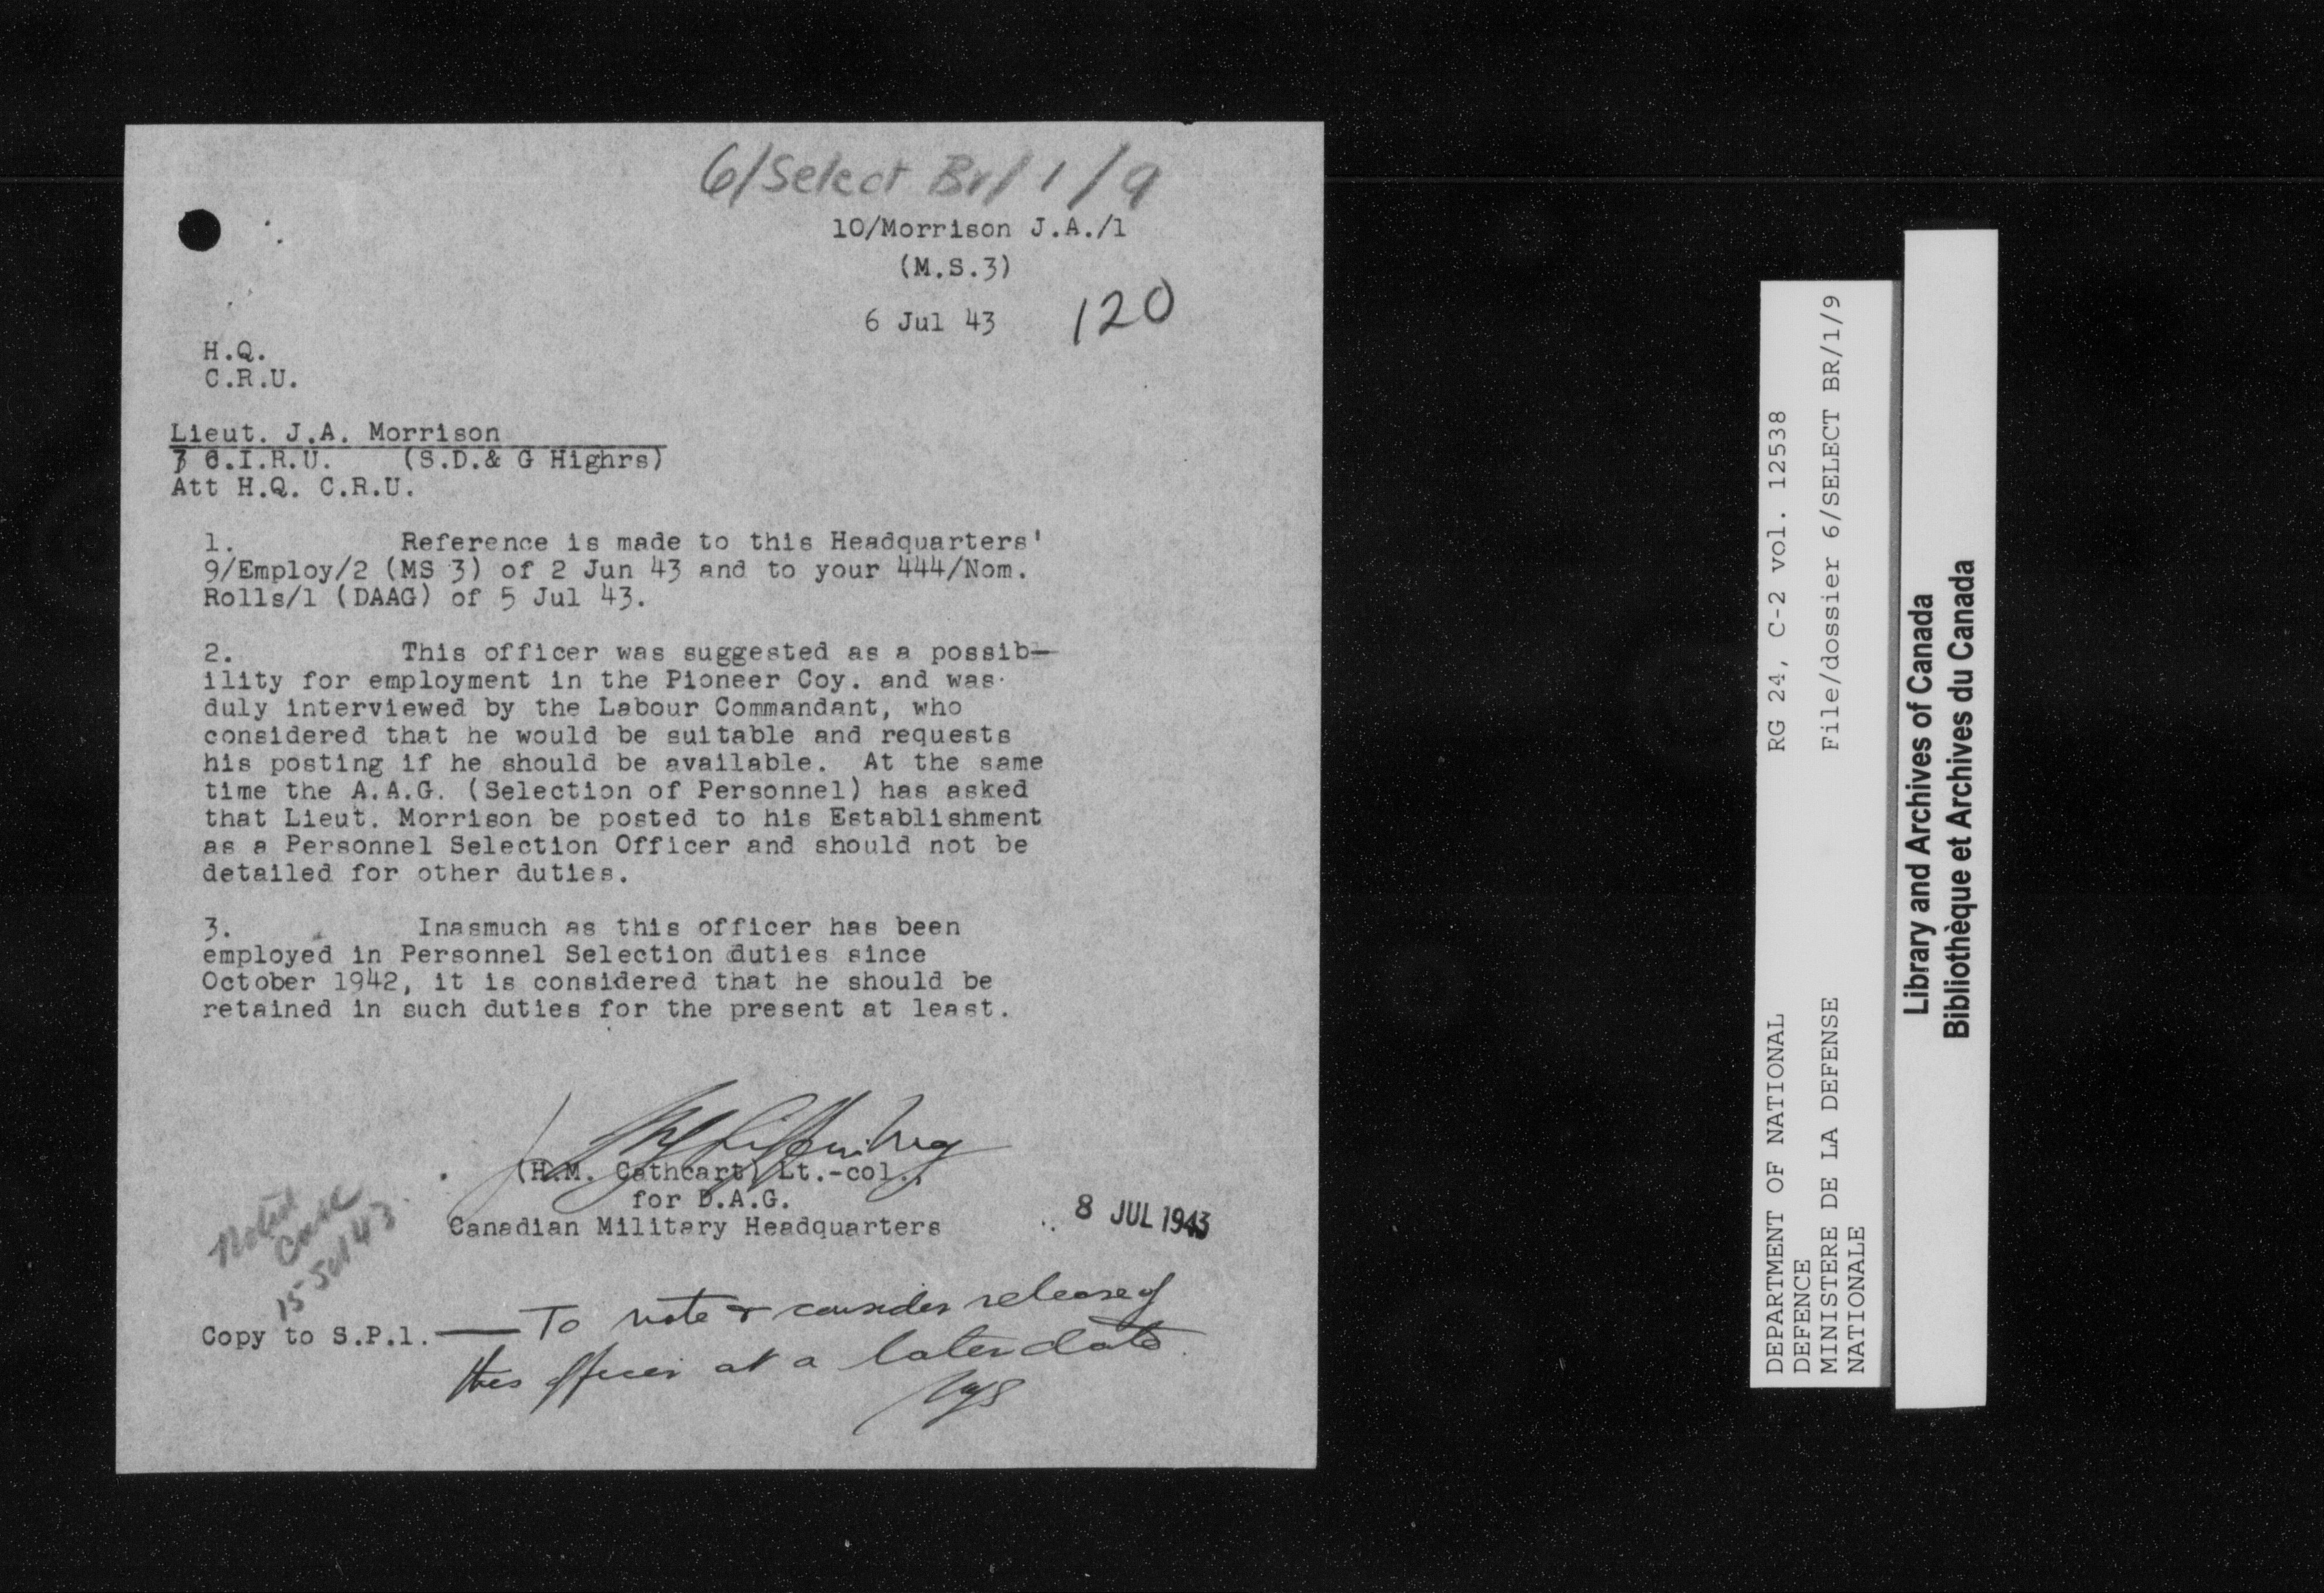 6/Select Br/1/9
10/Morrison J.A./1
(M.S.3)
6 Jul 43
120
H.Q.
C.R.U.
Lieut. J.A. Morrison
3 C.I.R.U. (S.D.& G Highrs)
Att H.Q. C.R.U.
1. Reference is made to this Headquarters'
9/Employ/2 (MS 3) of 2 Jun 43 and to your 444/Nom.
Rolls/1 (DAAG) of 5 Jul 43.
2. This officer was suggested as a possib-
ility for employment in the Pioneer Coy. and was
duly interviewed by the Labour Commandant, who
considered that he would be suitable and requests
his posting if he should be available. At the same
time the A.A.G. (Selection of Personnel) has asked
that Lieut. Morrison be posted to his Establishment
as a Personnel Selection Officer and should not be
detailed for other duties.
3. Inasmuch as this officer has been
employed in Personnel Selection duties since
October 1942, it is considered that he should be
retained in such duties for the present at least.
(H.M. Cathcart) Lt.-col.,
for D.A.G.
Canadian Military Headquarters
8 JUL 1943
Noted
15 Jul 43
Copy to S.P.1. — To note & consider release of
this officer at a later date.
DEPARTMENT OF NATIONAL
DEFENCE
MINISTERE DE LA DEFENSE
NATIONALE
RG 24, C-2 vol. 12538
File/dossier 6/SELECT BR/1/9
Library and Archives of Canada
Bibliothèque et Archives du Canada